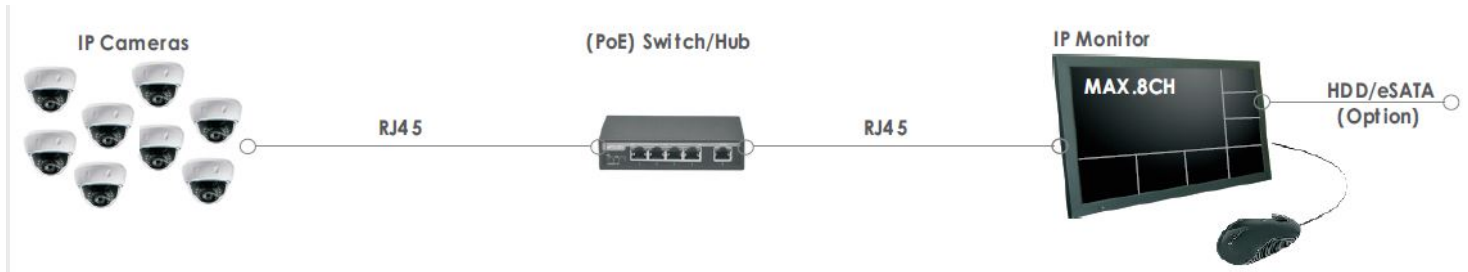 IP Cameras
(PoE) Switch/Hub
IP Monitor
MAX.8CH
HDD/eSATA
(Option)
RJ45
RJ45